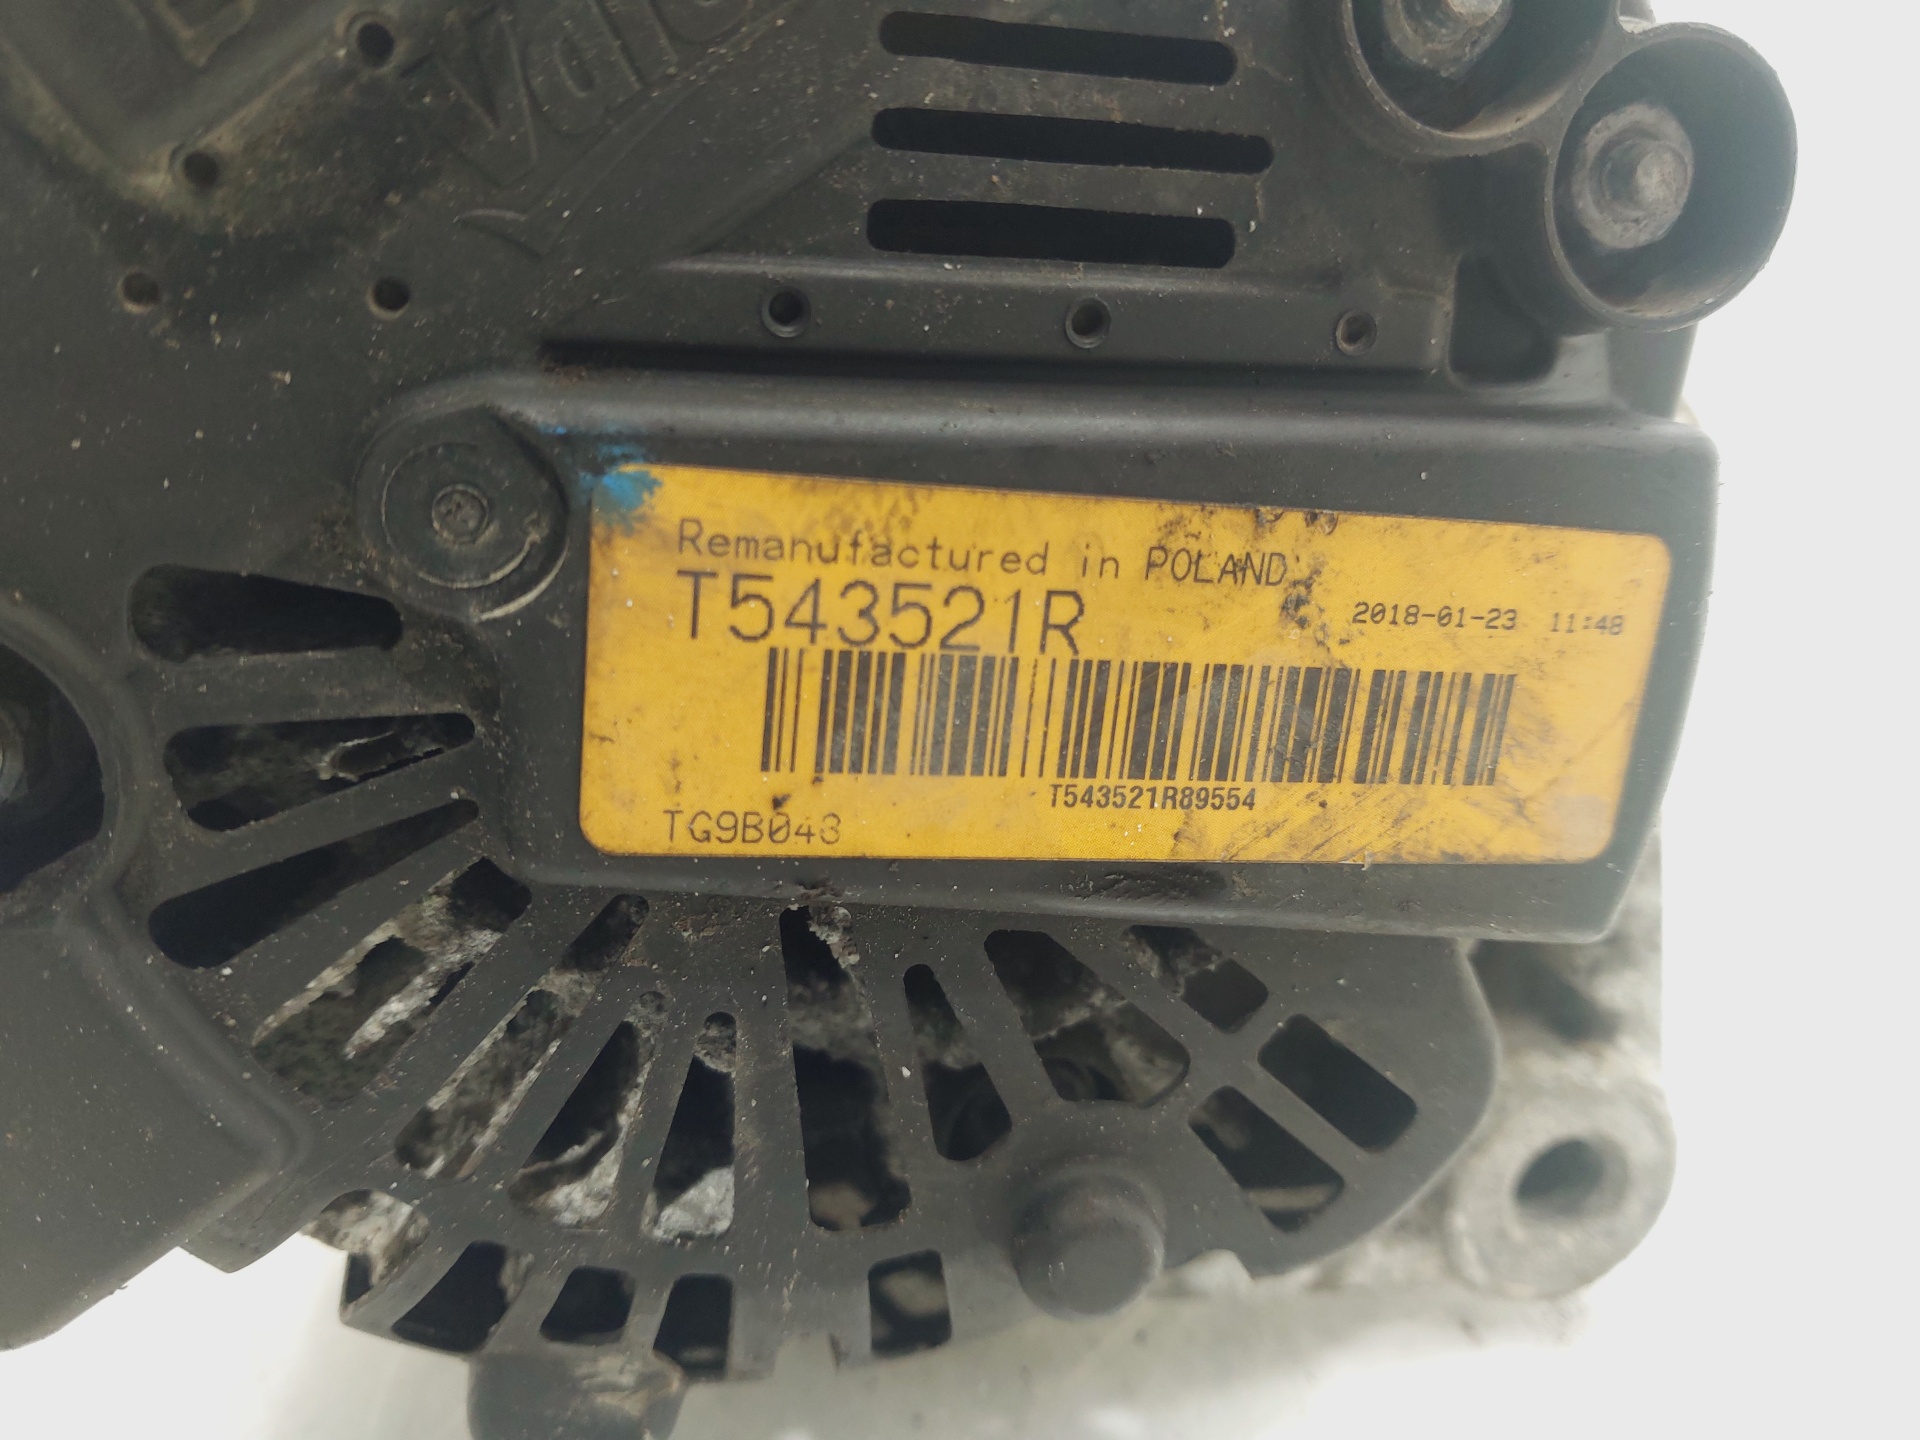 Remanufactured in POLAND
T543521R
2018-01-23 11:48
T543521R89554
TG9B043